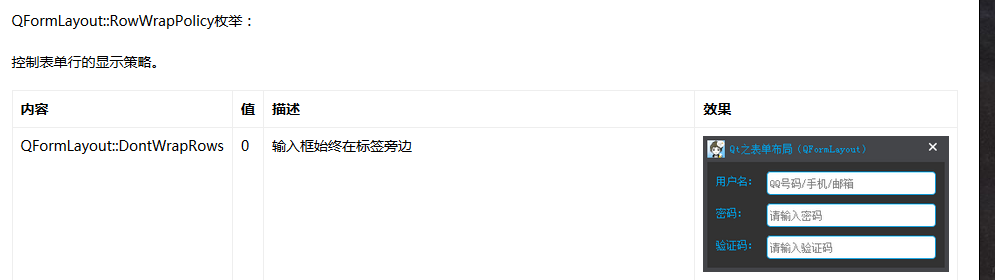 QFormLayout::RowWrapPolicy枚举：
控制表单行的显示策略。
内容 值 描述 效果
QFormLayout::DontWrapRows 0 输入框始终在标签旁边
Qt之表单布局（QFormLayout）
用户名： QQ号码/手机/邮箱
密码： 请输入密码
验证码： 请输入验证码